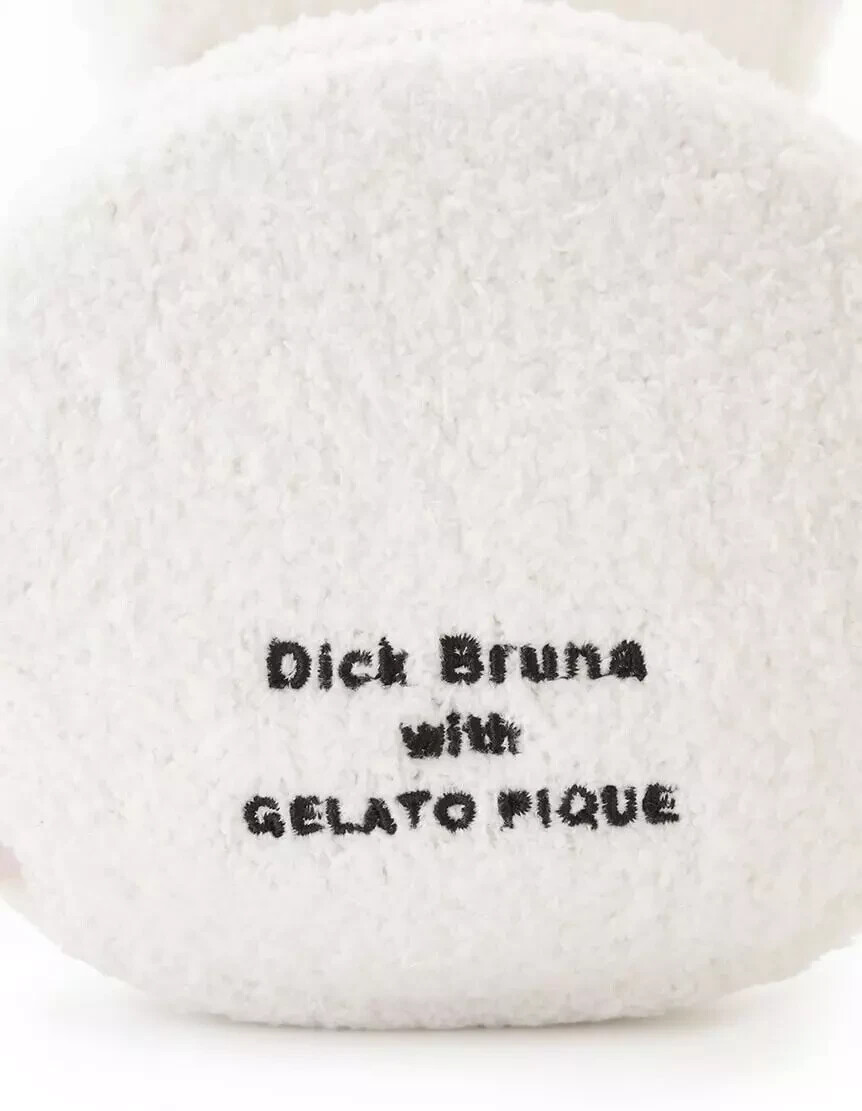 Dick Bruna
with
GELATO PIQUE